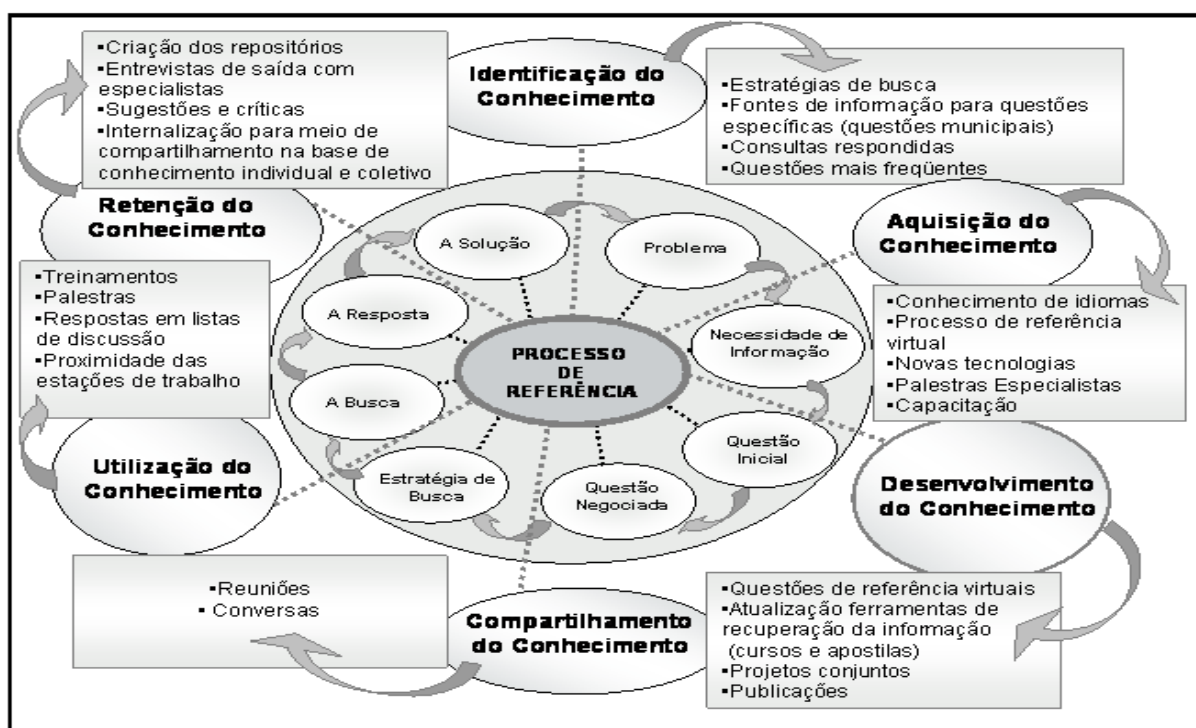 ▪Criação dos repositórios
▪Entrevistas de saída com
especialistas
▪Sugestões e críticas
▪Internalização para meio de
compartilhamento na base de
conhecimento individual e coletivo
Identificação do
Conhecimento
▪Estratégias de busca
▪Fontes de informação para questões
específicas (questões municipais)
▪Consultas respondidas
▪Questões mais freqüentes
Retenção do
Conhecimento
Aquisição do
Conhecimento
▪Treinamentos
▪Palestras
▪Respostas em listas
de discussão
▪Proximidade das
estações de trabalho
▪Conhecimento de idiomas
▪Processo de referência
virtual
▪Novas tecnologias
▪Palestras Especialistas
▪Capacitação
A Solução
Problema
A Resposta
Necessidade de
Informação
PROCESSO
DE
REFERÊNCIA
A Busca
Questão
Inicial
Estratégia de
Busca
Questão
Negociada
Utilização do
Conhecimento
Desenvolvimento
do Conhecimento
▪Reuniões
▪Conversas
Compartilhamento
do Conhecimento
▪Questões de referência virtuais
▪Atualização ferramentas de
recuperação da informação
(cursos e apostilas)
▪Projetos conjuntos
▪Publicações